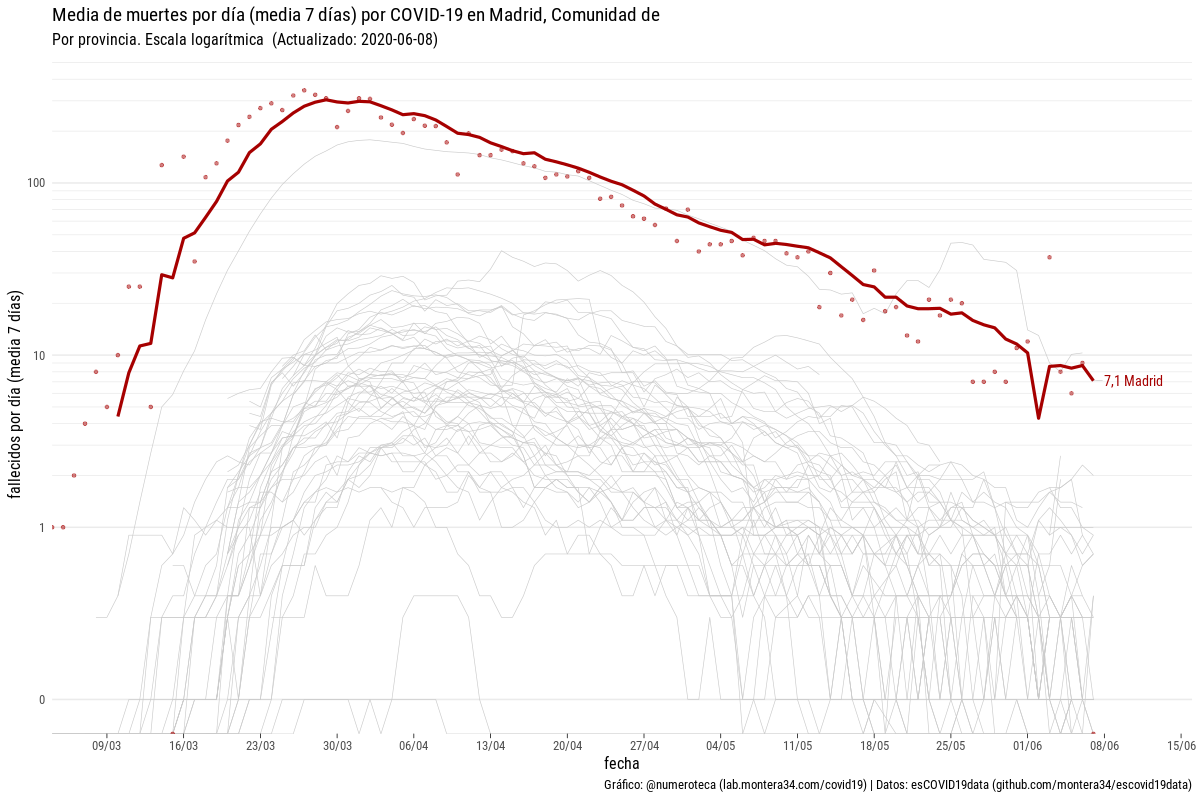 Media de muertes por día (media 7 días) por COVID-19 en Madrid, Comunidad de
Por provincia. Escala logarítmica (Actualizado: 2020-06-08)
fallecidos por día (media 7 días)
100
10
1
0
7,1 Madrid
09/03 16/03 23/03 30/03 06/04 13/04 20/04 27/04 04/05 11/05 18/05 25/05 01/06 08/06 15/06
fecha
Gráfico: @numeroteca (lab.montera34.com/covid19) | Datos: esCOVID19data (github.com/montera34/escovid19data)